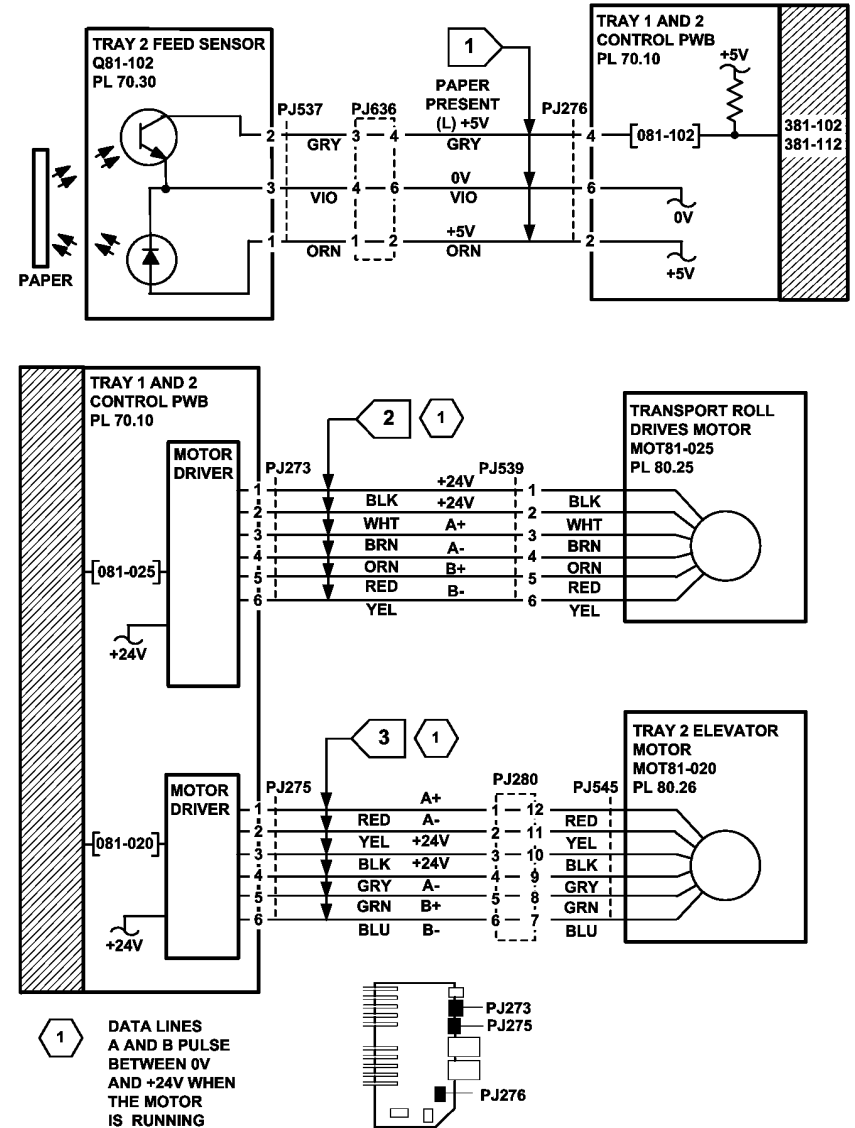 TRAY 2 FEED SENSOR
Q81-102
PL 70.30
PAPER
2
3
1
PJ537
GRY
VIO
ORN
PJ636
3 4
4 6
1 2
1
PAPER
PRESENT
(L) +5V
GRY
0V
VIO
+5V
ORN
PJ276
4
6
2
TRAY 1 AND 2
CONTROL PWB
PL 70.10
+5V
[081-102]
0V
+5V
381-102
381-112
TRAY 1 AND 2
CONTROL PWB
PL 70.10
MOTOR
DRIVER
[081-025]
+24V
PJ273
2
1
PJ539
1 +24V 1
BLK BLK
2 +24V 2
WHT WHT
3 A+ 3
BRN BRN
4 A- 4
ORN ORN
5 B+ 5
RED RED
6 B- 6
YEL YEL
TRANSPORT ROLL
DRIVES MOTOR
MOT81-025
PL 80.25
MOTOR
DRIVER
[081-020]
+24V
PJ275
3
1
PJ280
PJ545
1 A+ 1 12
RED RED
2 A- 2 11
YEL YEL
3 +24V 3 10
BLK BLK
4 +24V 4 9
GRY GRY
5 A- 5 8
GRN B+ GRN
6 6 7
BLU B- BLU
TRAY 2 ELEVATOR
MOTOR
MOT81-020
PL 80.26
1
DATA LINES
A AND B PULSE
BETWEEN 0V
AND +24V WHEN
THE MOTOR
IS RUNNING
PJ273
PJ275
PJ276